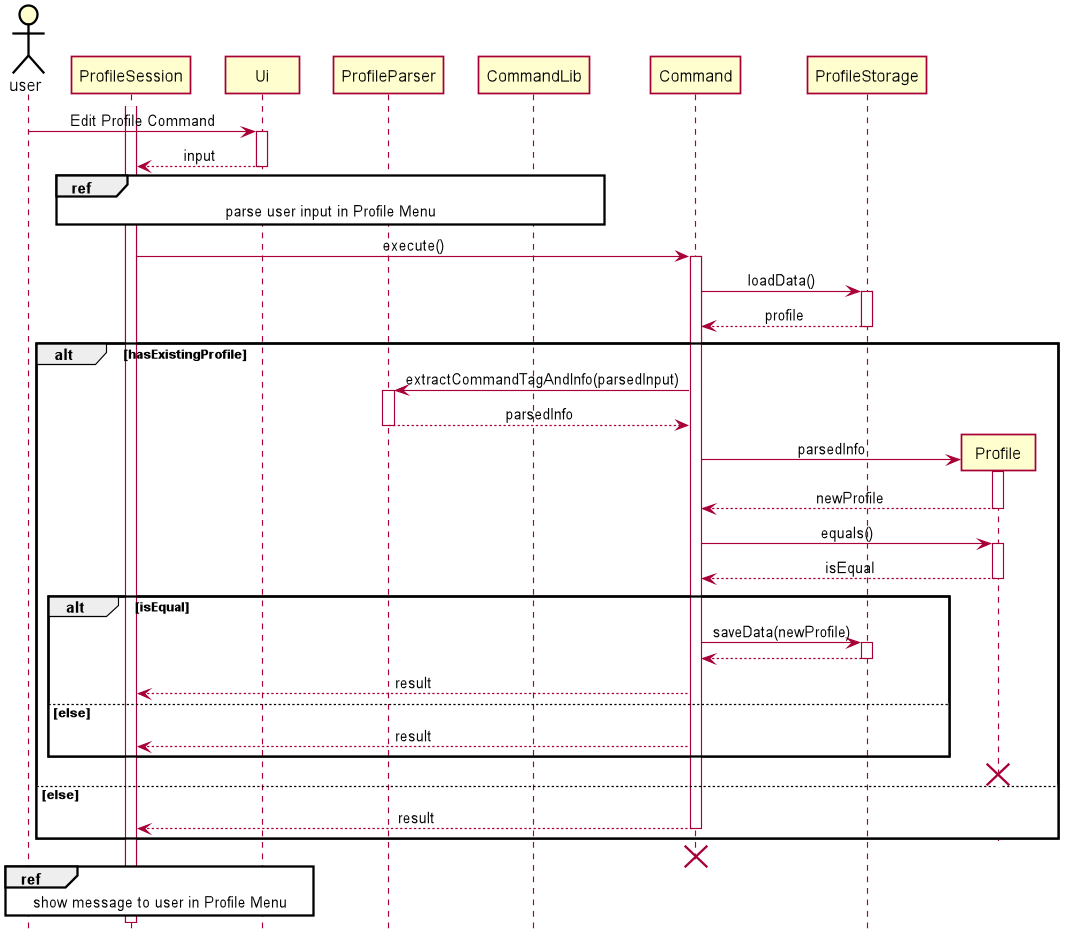 user
ProfileSession
Ui
ProfileParser
CommandLib
Command
ProfileStorage
Edit Profile Command
input
ref
parse user input in Profile Menu
execute()
loadData()
profile
alt
[hasExistingProfile]
extractCommandTagAndInfo(parsedInput)
parsedInfo
parsedInfo
Profile
newProfile
equals()
isEqual
alt
[isEqual]
saveData(newProfile)
result
[else]
result
[else]
result
ref
show message to user in Profile Menu